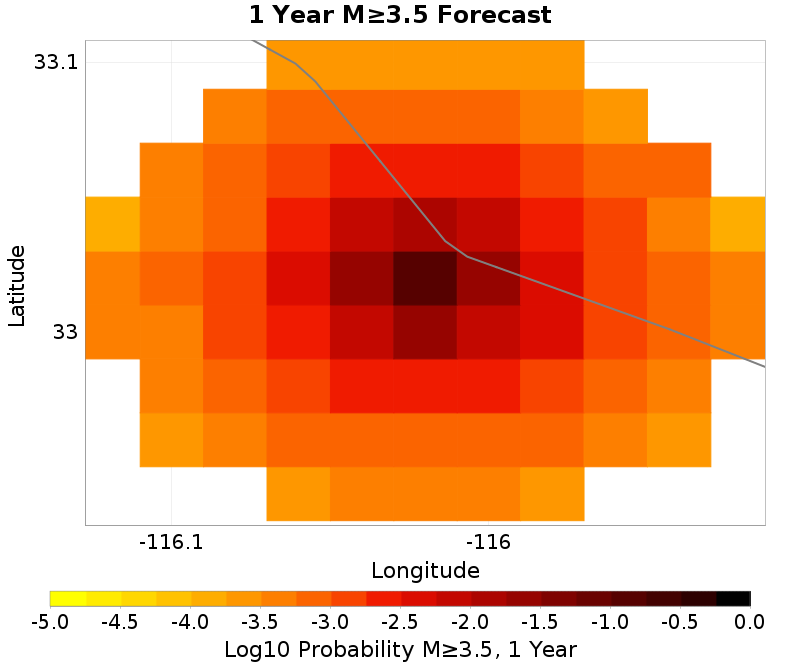 1 Year M≥3.5 Forecast
33.1
33
Latitude
-116.1 -116
Longitude
-5.0 -4.5 -4.0 -3.5 -3.0 -2.5 -2.0 -1.5 -1.0 -0.5 0.0
Log10 Probability M≥3.5, 1 Year